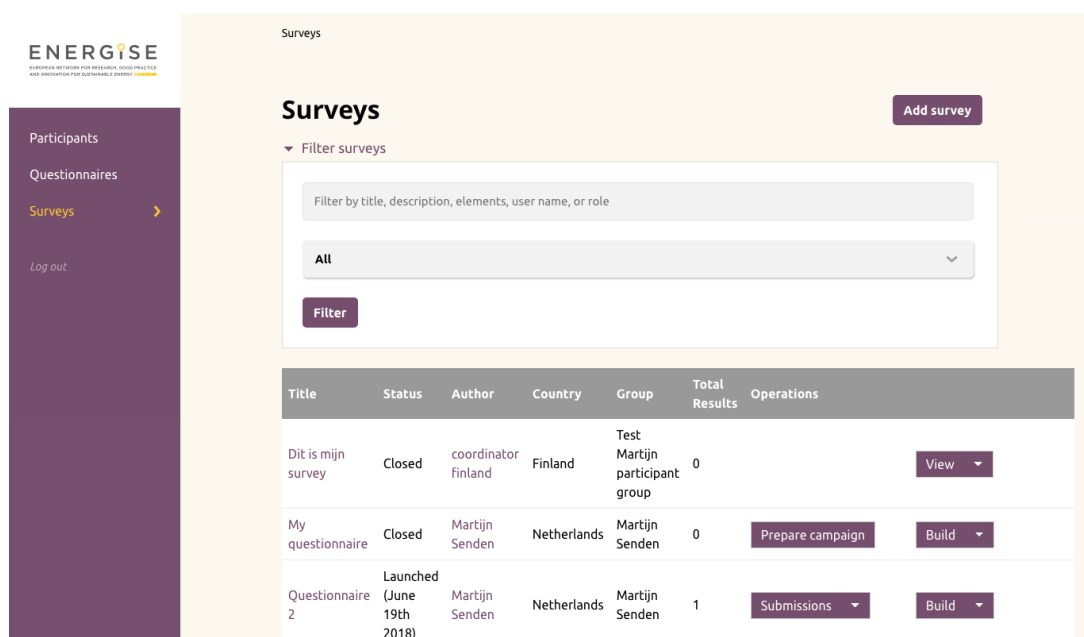 ENERGISE
EUROPEAN NETWORK FOR RESEARCH, GOOD PRACTICE
AND INNOVATION FOR SUSTAINABLE ENERGY
Surveys
Participants
Questionnaires
Surveys
Log out
Surveys
Add survey
Filter surveys
Filter by title, description, elements, user name, or role
All
Filter
Title Status Author Country Group Total Results Operations
Dit is mijn
survey
Closed
coordinator
finland
Finland
Test
Martijn
participant
group
0
View
My
questionnaire
Closed
Martijn
Senden
Netherlands
Martijn
Senden
0
Prepare campaign
Build
Questionnaire
2
Launched
(June
19th
2018)
Martijn
Senden
Netherlands
Martijn
Senden
1
Submissions
Build